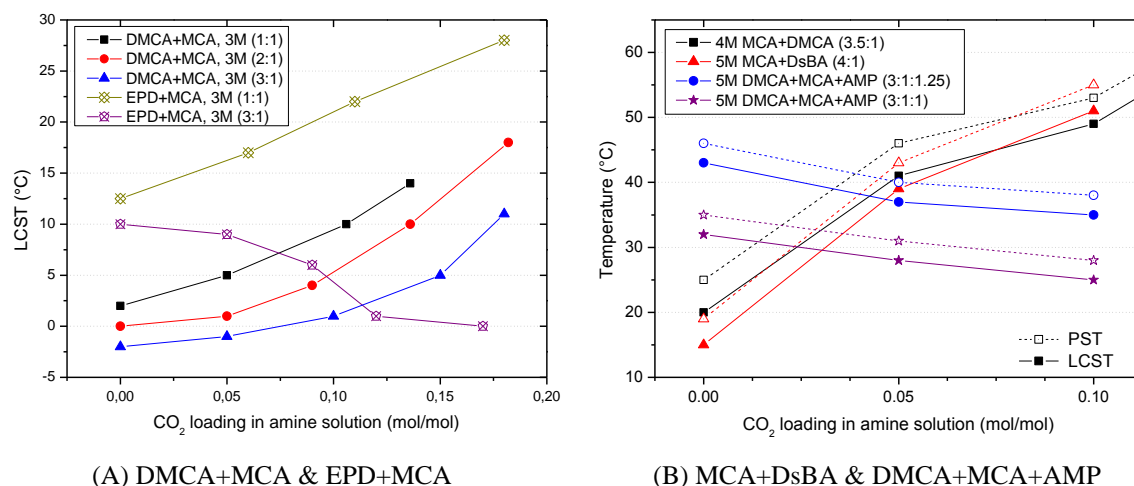 30
25
20
15
10
5
0
-5
LCST (°C)
DMCA+MCA, 3M (1:1)
DMCA+MCA, 3M (2:1)
DMCA+MCA, 3M (3:1)
EPD+MCA, 3M (1:1)
EPD+MCA, 3M (3:1)
0,00 0,05 0,10 0,15 0,20
CO2 loading in amine solution (mol/mol)
(A) DMCA+MCA & EPD+MCA
60
50
40
30
20
10
Temperature (°C)
4M MCA+DMCA (3.5:1)
5M MCA+DsBA (4:1)
5M DMCA+MCA+AMP (3:1:1.25)
5M DMCA+MCA+AMP (3:1:1)
PST
LCST
0.00 0.05 0.10
CO2 loading in amine solution (mol/mol)
(B) MCA+DsBA & DMCA+MCA+AMP